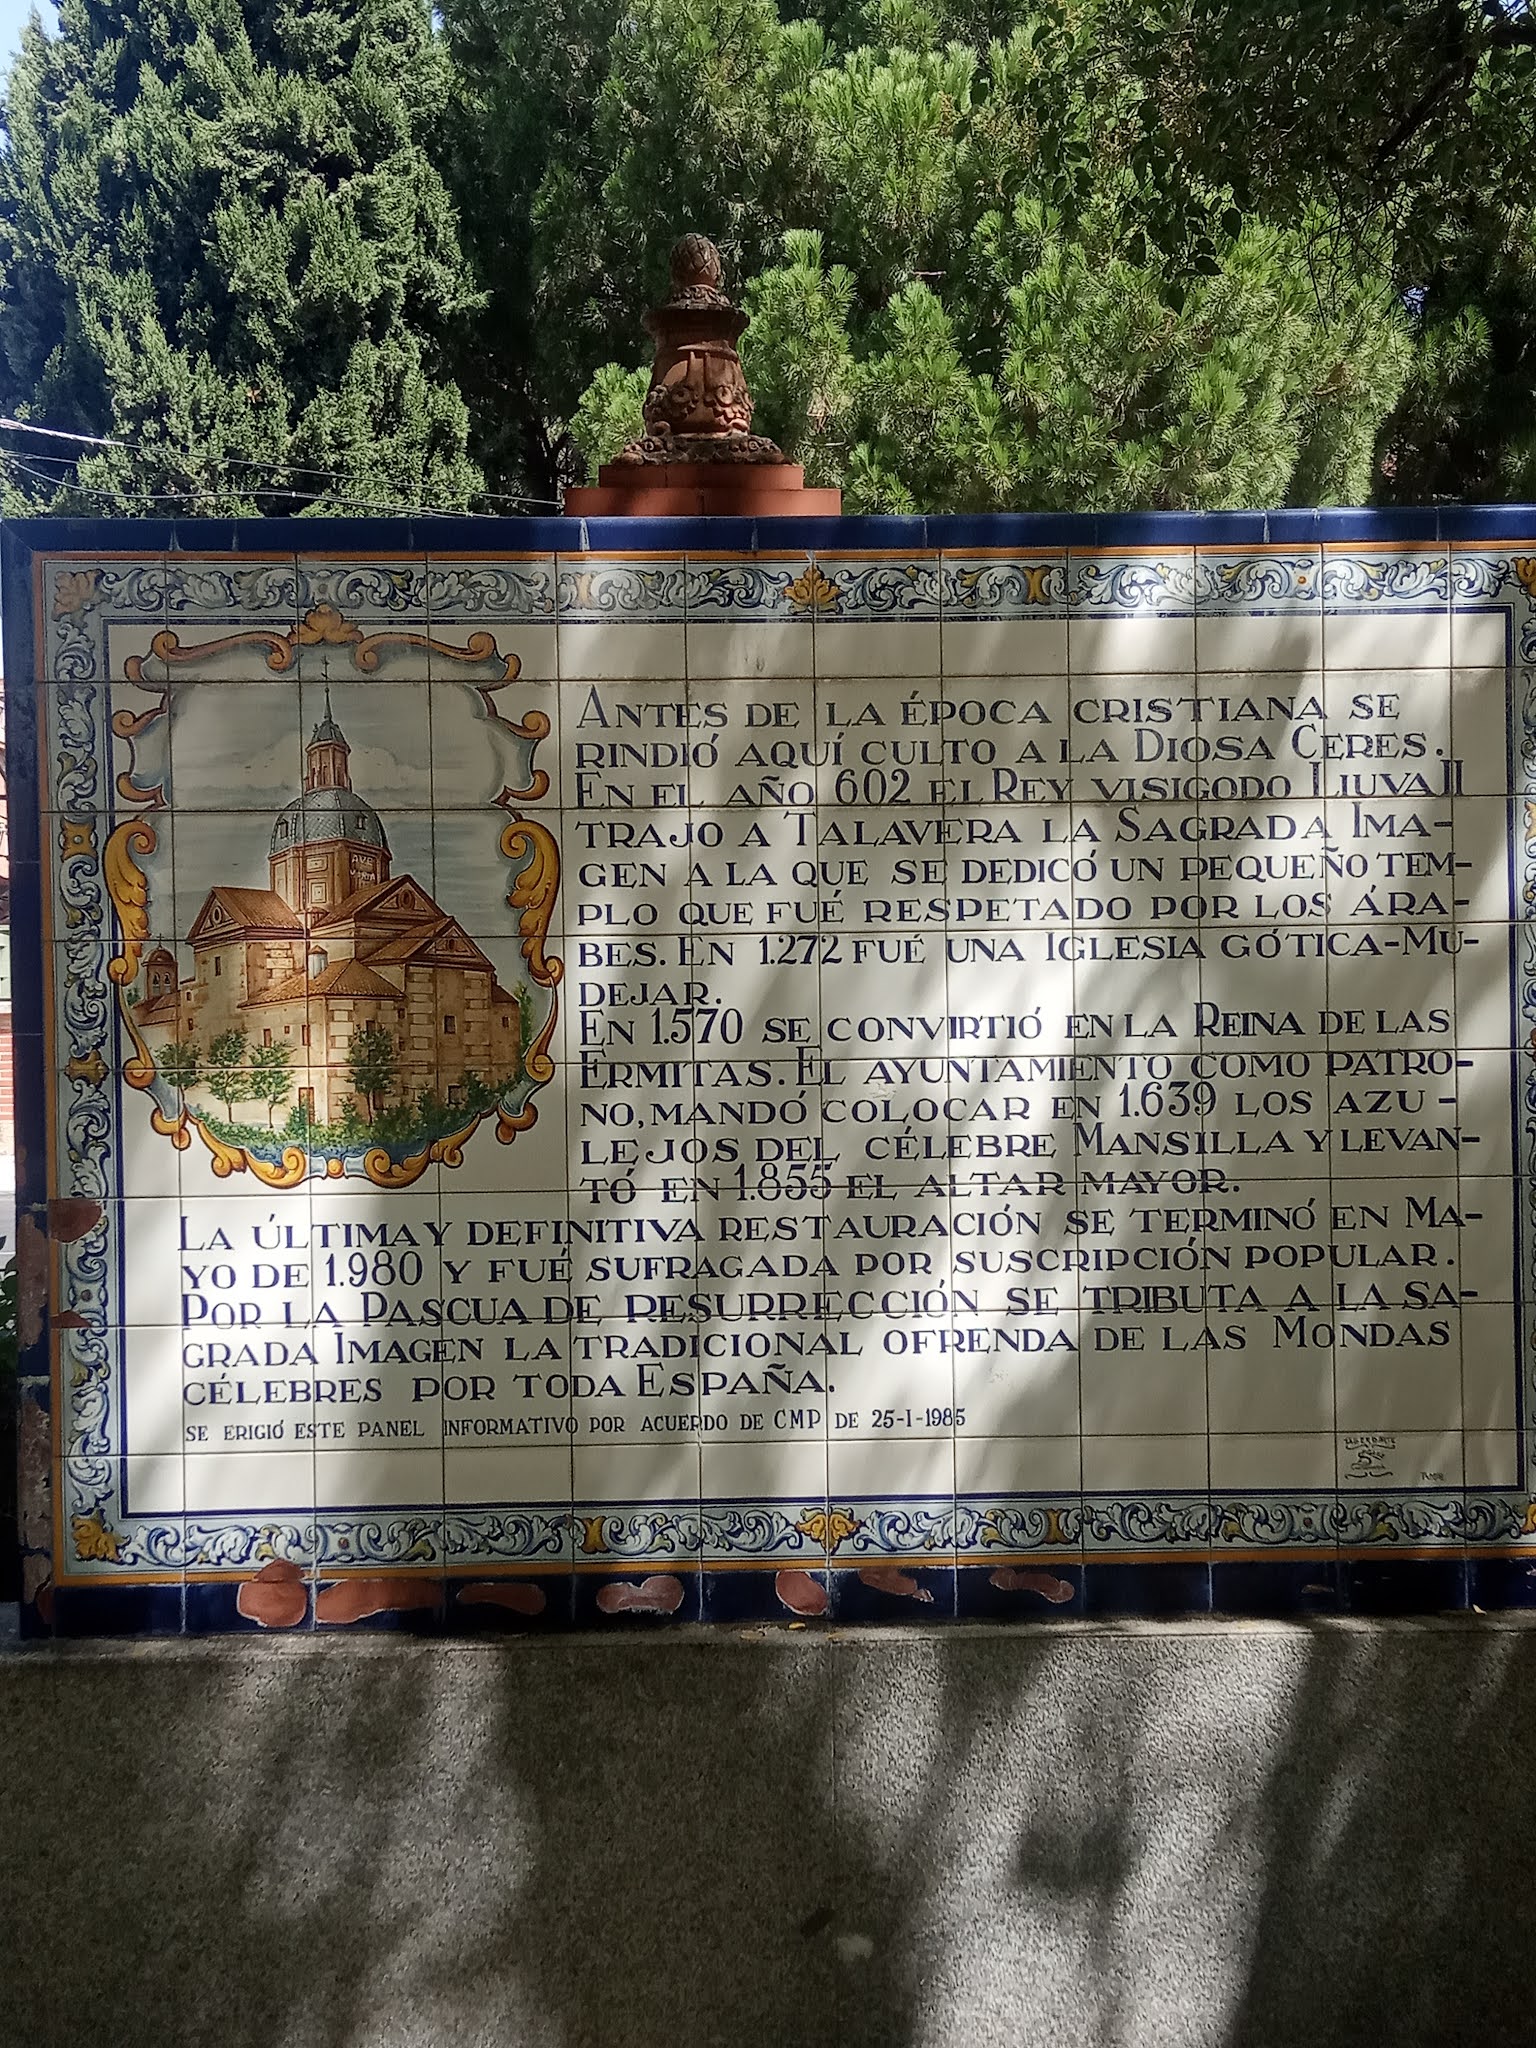 AVE
ANTES DE LA ÉPOCA CRISTIANA SE
RINDIÓ AQUÍ CULTO A LA DIOSA CERES.
EN EL AÑO 602 EL REY VISIGODO LIUVA II
TRAJO A TALAVERA LA SAGRADA IMA-
GEN A LA QUE SE DEDICÓ UN PEQUEÑO TEM-
PLO QUE FUÉ RESPETADO POR LOS ÁRA-
BES. EN 1.272 FUÉ UNA IGLESIA GÓTICA-MU-
DEJAR.
EN 1.570 SE CONVIRTIÓ EN LA REINA DE LAS
ERMITAS. EL AYUNTAMIENTO COMO PATRO-
NO, MANDÓ COLOCAR EN 1.639 LOS AZU-
LEJOS DEL CÉLEBRE MANSILLA Y LEVAN-
TÓ EN 1.855 EL ALTAR MAYOR.
LA ÚLTIMA Y DEFINITIVA RESTAURACIÓN SE TERMINÓ EN MA-
YO DE 1.980 Y FUÉ SUFRAGADA POR SUSCRIPCIÓN POPULAR.
POR LA PASCUA DE RESURRECCIÓN SE TRIBUTA A LA SA-
GRADA IMAGEN LA TRADICIONAL OFRENDA DE LAS MONDAS
CÉLEBRES POR TODA ESPAÑA.
SE ERIGIÓ ESTE PANEL INFORMATIVO POR ACUERDO DE CMP DE 25-I-1985